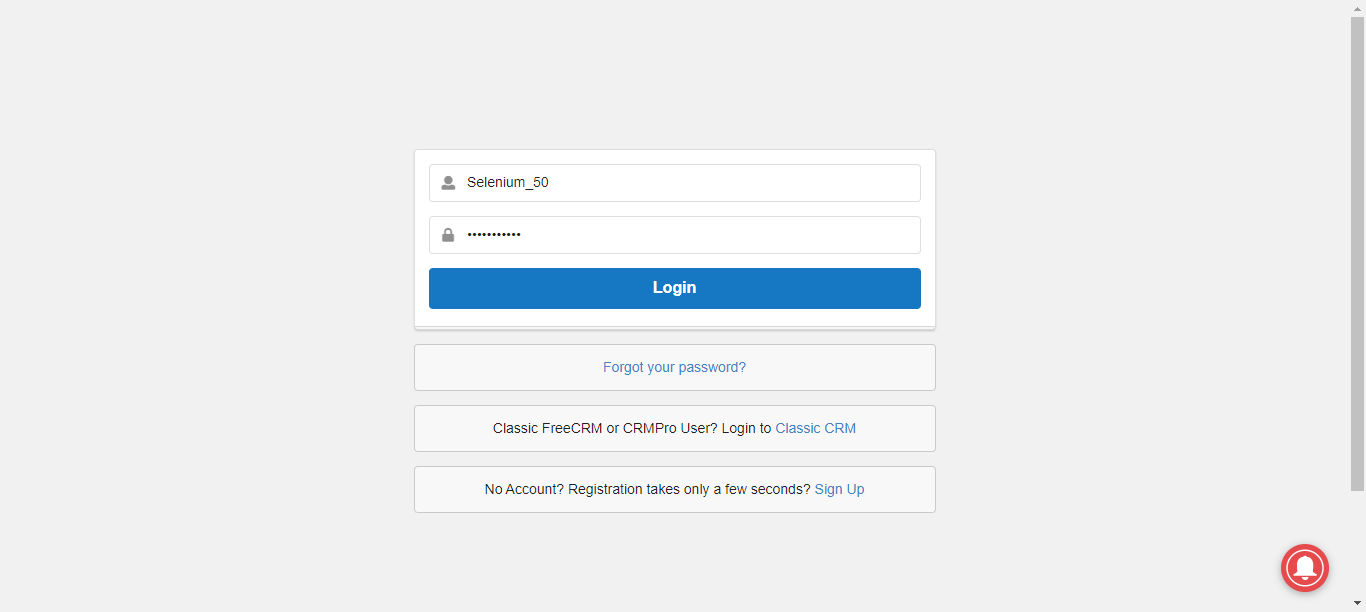 Selenium_50
•••••••••••
Login
Forgot your password?
Classic FreeCRM or CRMPro User? Login to Classic CRM
No Account? Registration takes only a few seconds? Sign Up